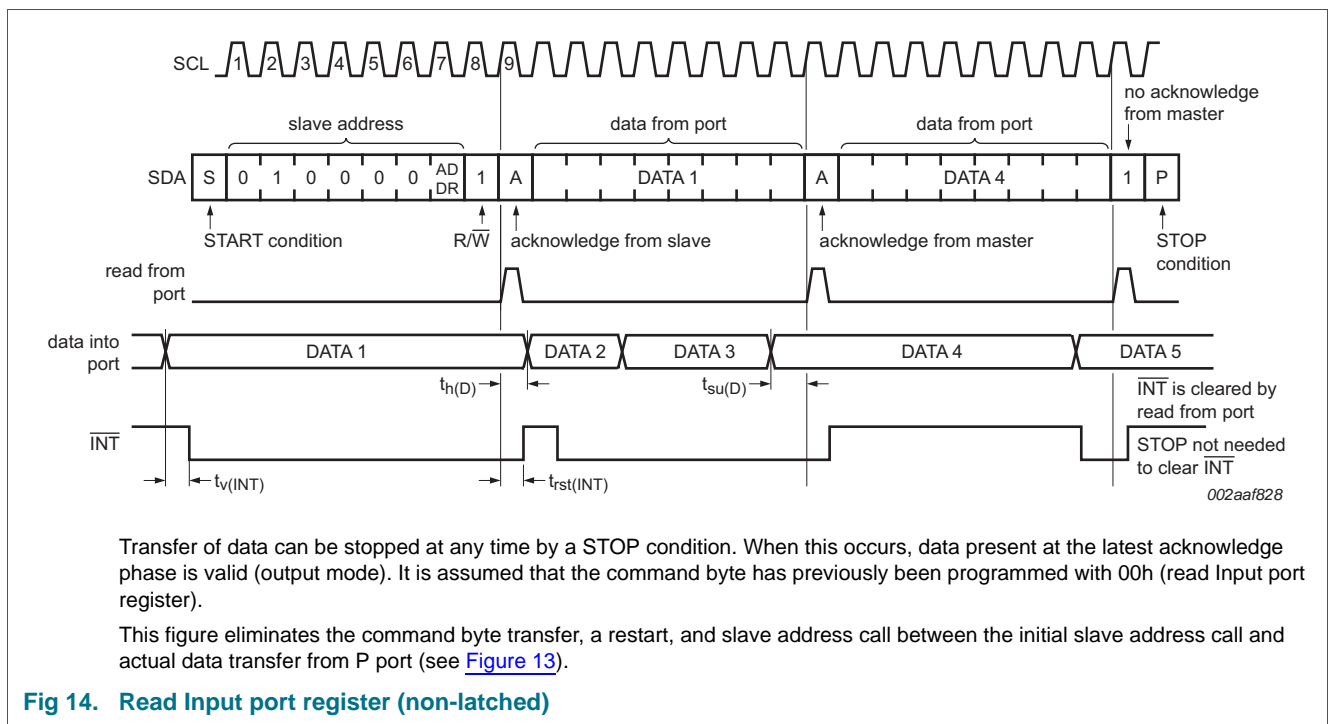 SCL 1 2 3 4 5 6 7 8 9
no acknowledge
from master
slave address data from port data from port
SDA S 0 1 0 0 0 0 AD DR 1 A DATA 1 A DATA 4 1 P
START condition R/W acknowledge from slave acknowledge from master STOP
condition
read from
port
data into
port
DATA 1 DATA 2 DATA 3 DATA 4 DATA 5
th(D) tsu(D)
INT is cleared by
read from port
INT
STOP not needed
to clear INT
tv(INT) trst(INT)
002aaf828
Transfer of data can be stopped at any time by a STOP condition. When this occurs, data present at the latest acknowledge
phase is valid (output mode). It is assumed that the command byte has previously been programmed with 00h (read Input port
register).
This figure eliminates the command byte transfer, a restart, and slave address call between the initial slave address call and
actual data transfer from P port (see Figure 13).
Fig 14. Read Input port register (non-latched)